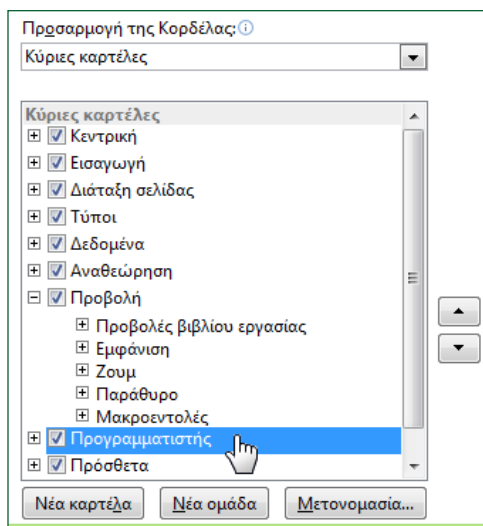 Προσαρμογή της Κορδέλας:
Κύριες καρτέλες
Κύριες καρτέλες
Κεντρική
Εισαγωγή
Διάταξη σελίδας
Τύποι
Δεδομένα
Αναθεώρηση
Προβολή
Προβολές βιβλίου εργασίας
Εμφάνιση
Ζουμ
Παράθυρο
Μακροεντολές
Προγραμματιστής
Πρόσθετα
Νέα καρτέλα Νέα ομάδα Μετονομασία...